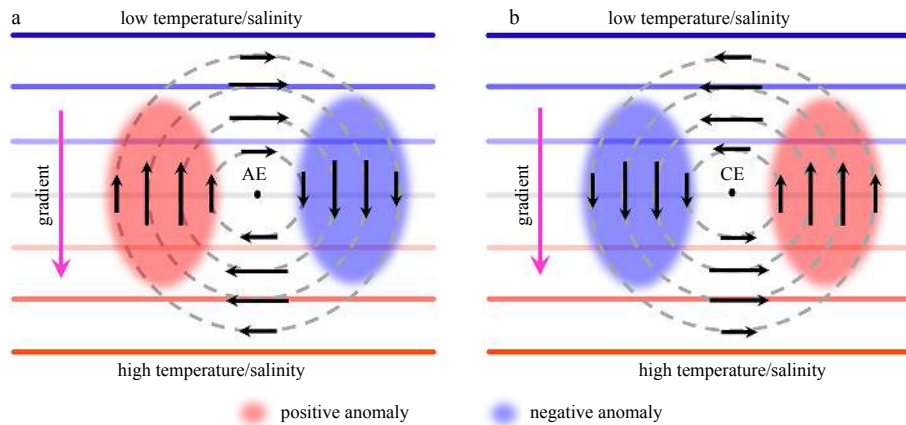 a
low temperature/salinity
gradient
AE
high temperature/salinity
b
low temperature/salinity
gradient
CE
high temperature/salinity
positive anomaly
negative anomaly